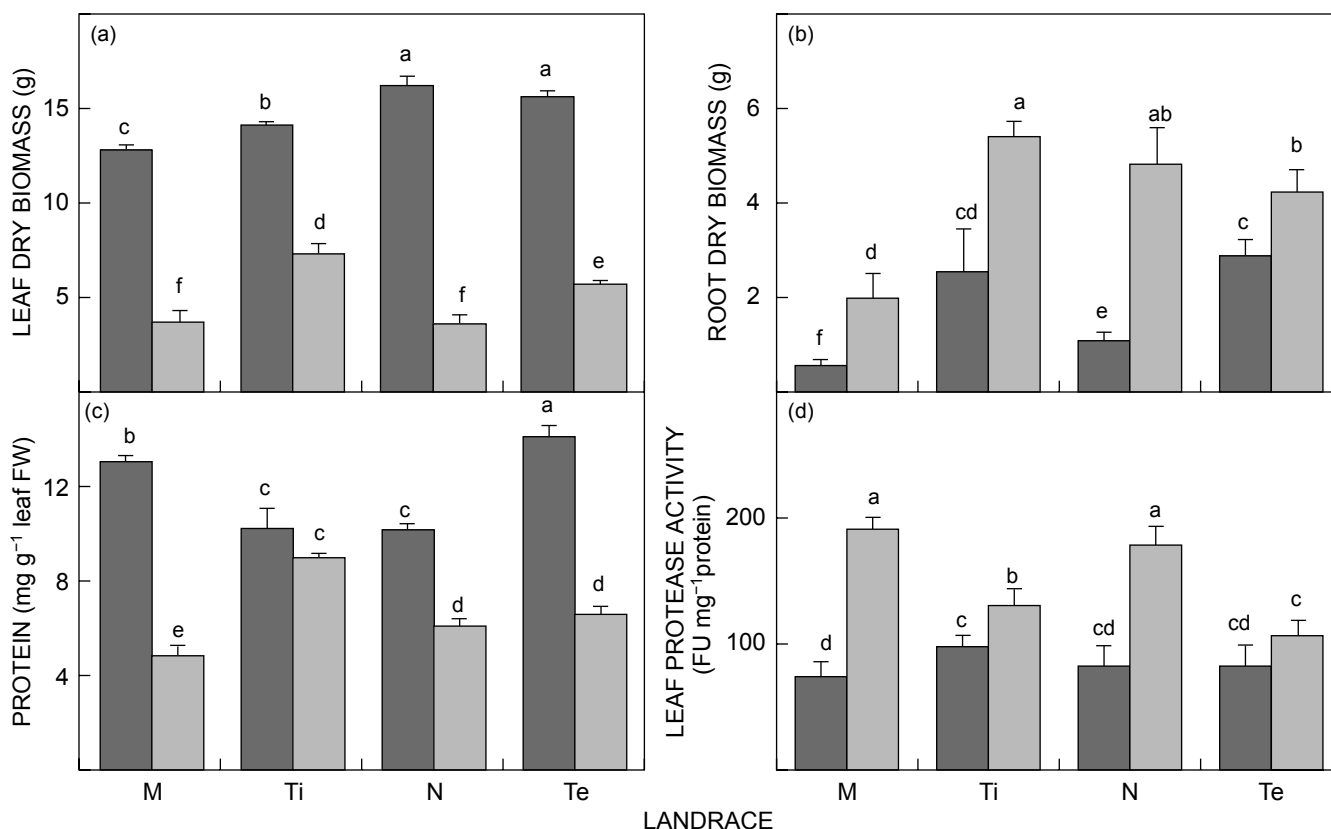 (a)
LEAF DRY BIOMASS (g)
15
10
5
c
f
b
d
a
f
a
e
(b)
ROOT DRY BIOMASS (g)
6
4
2
f
d
cd
a
e
ab
c
b
(c)
PROTEIN (mg g⁻¹ leaf FW)
12
8
4
b
e
c
c
c
d
a
d
M
Ti
N
Te
(d)
LEAF PROTEASE ACTIVITY
(FU mg⁻¹protein)
200
100
d
a
c
b
cd
a
cd
c
M
Ti
N
Te
LANDRACE